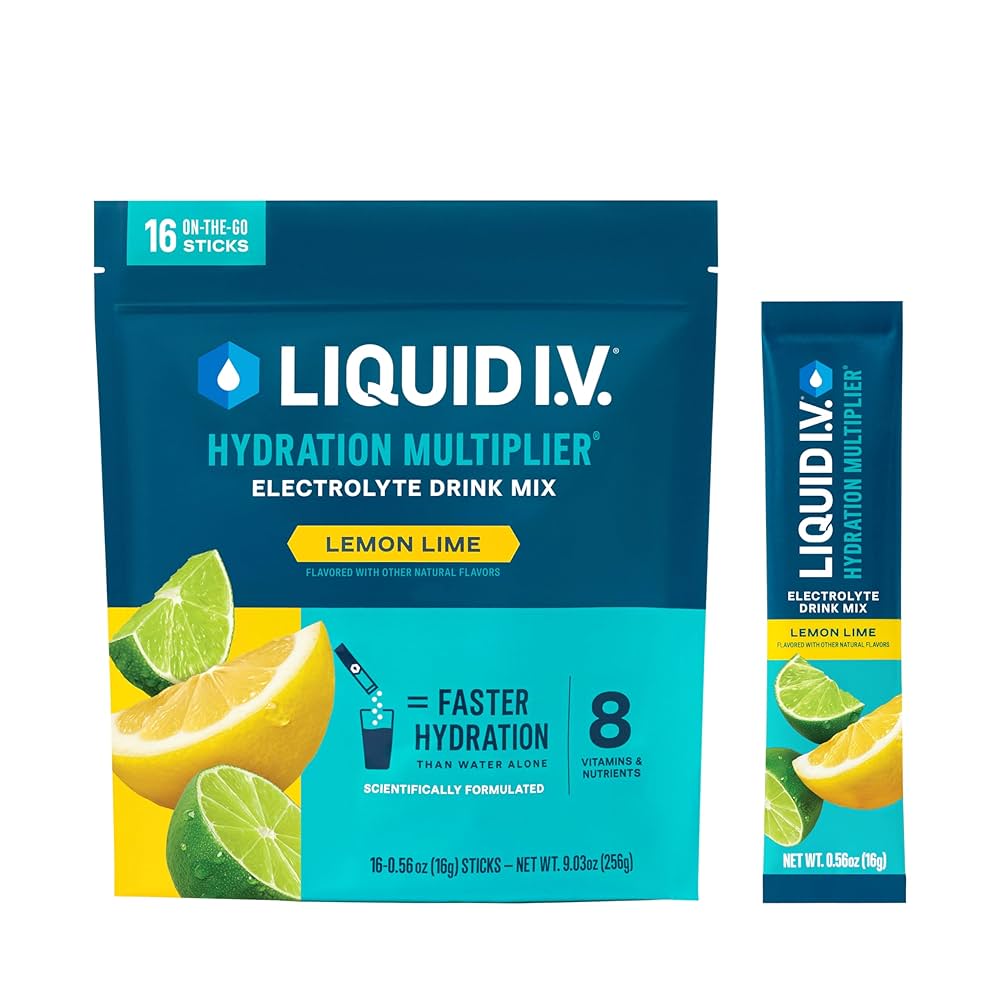 16 ON-THE-GO
STICKS
LIQUID I.V.®
HYDRATION MULTIPLIER®
ELECTROLYTE DRINK MIX
LEMON LIME
FLAVORED WITH OTHER NATURAL FLAVORS
= FASTER
HYDRATION
THAN WATER ALONE
SCIENTIFICALLY FORMULATED
8
VITAMINS &
NUTRIENTS
16-0.56 oz (16g) STICKS – NET WT. 9.03oz (256g)
LIQUID I.V.®
HYDRATION MULTIPLIER®
ELECTROLYTE
DRINK MIX
LEMON LIME
FLAVORED WITH OTHER NATURAL FLAVORS
NET WT. 0.56oz (16g)